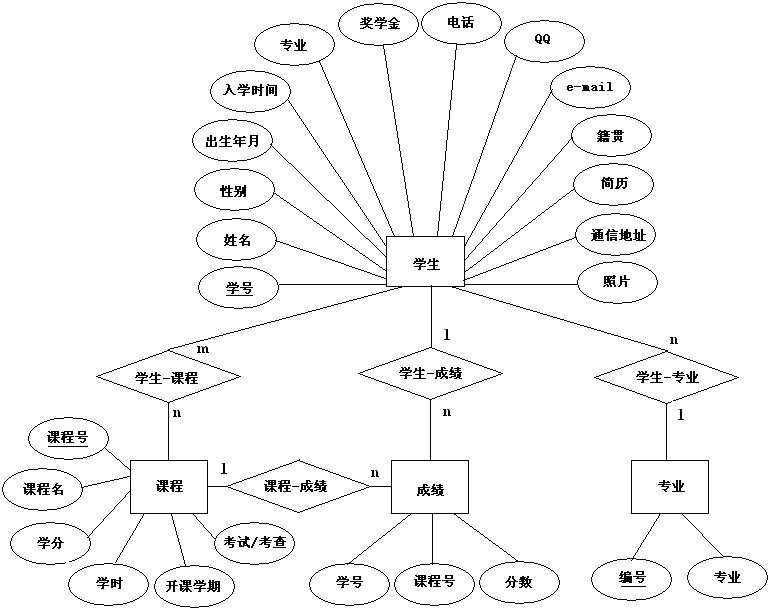 奖学金
电话
专业
QQ
入学时间
e-mail
出生年月
籍贯
性别
简历
姓名
通信地址
学生
学号
照片
m
l
n
学生-课程
学生-成绩
学生-专业
n
n
l
课程号
课程名
课程
l
课程-成绩
n
成绩
专业
学分
考试/考查
学时
开课学期
学号
课程号
分数
编号
专业